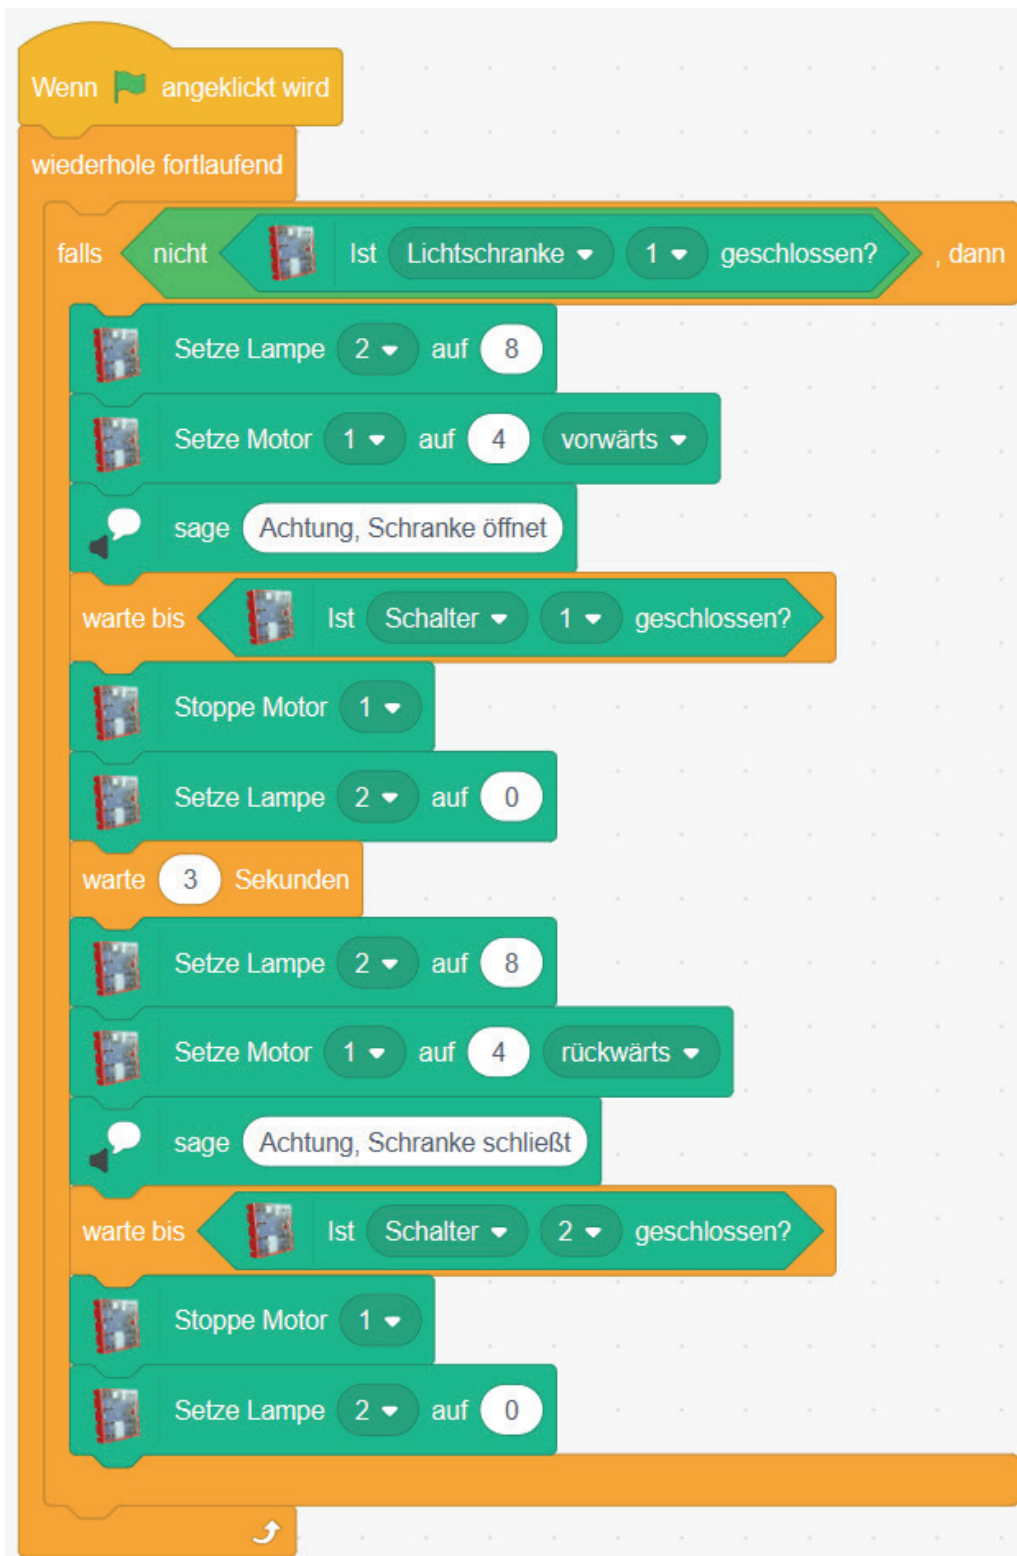 Wenn angeklickt wird
wiederhole fortlaufend
falls nicht Ist Lichtschranke 1 geschlossen? , dann
Setze Lampe 2 auf 8
Setze Motor 1 auf 4 vorwärts
sage Achtung, Schranke öffnet
warte bis Ist Schalter 1 geschlossen?
Stoppe Motor 1
Setze Lampe 2 auf 0
warte 3 Sekunden
Setze Lampe 2 auf 8
Setze Motor 1 auf 4 rückwärts
sage Achtung, Schranke schließt
warte bis Ist Schalter 2 geschlossen?
Stoppe Motor 1
Setze Lampe 2 auf 0